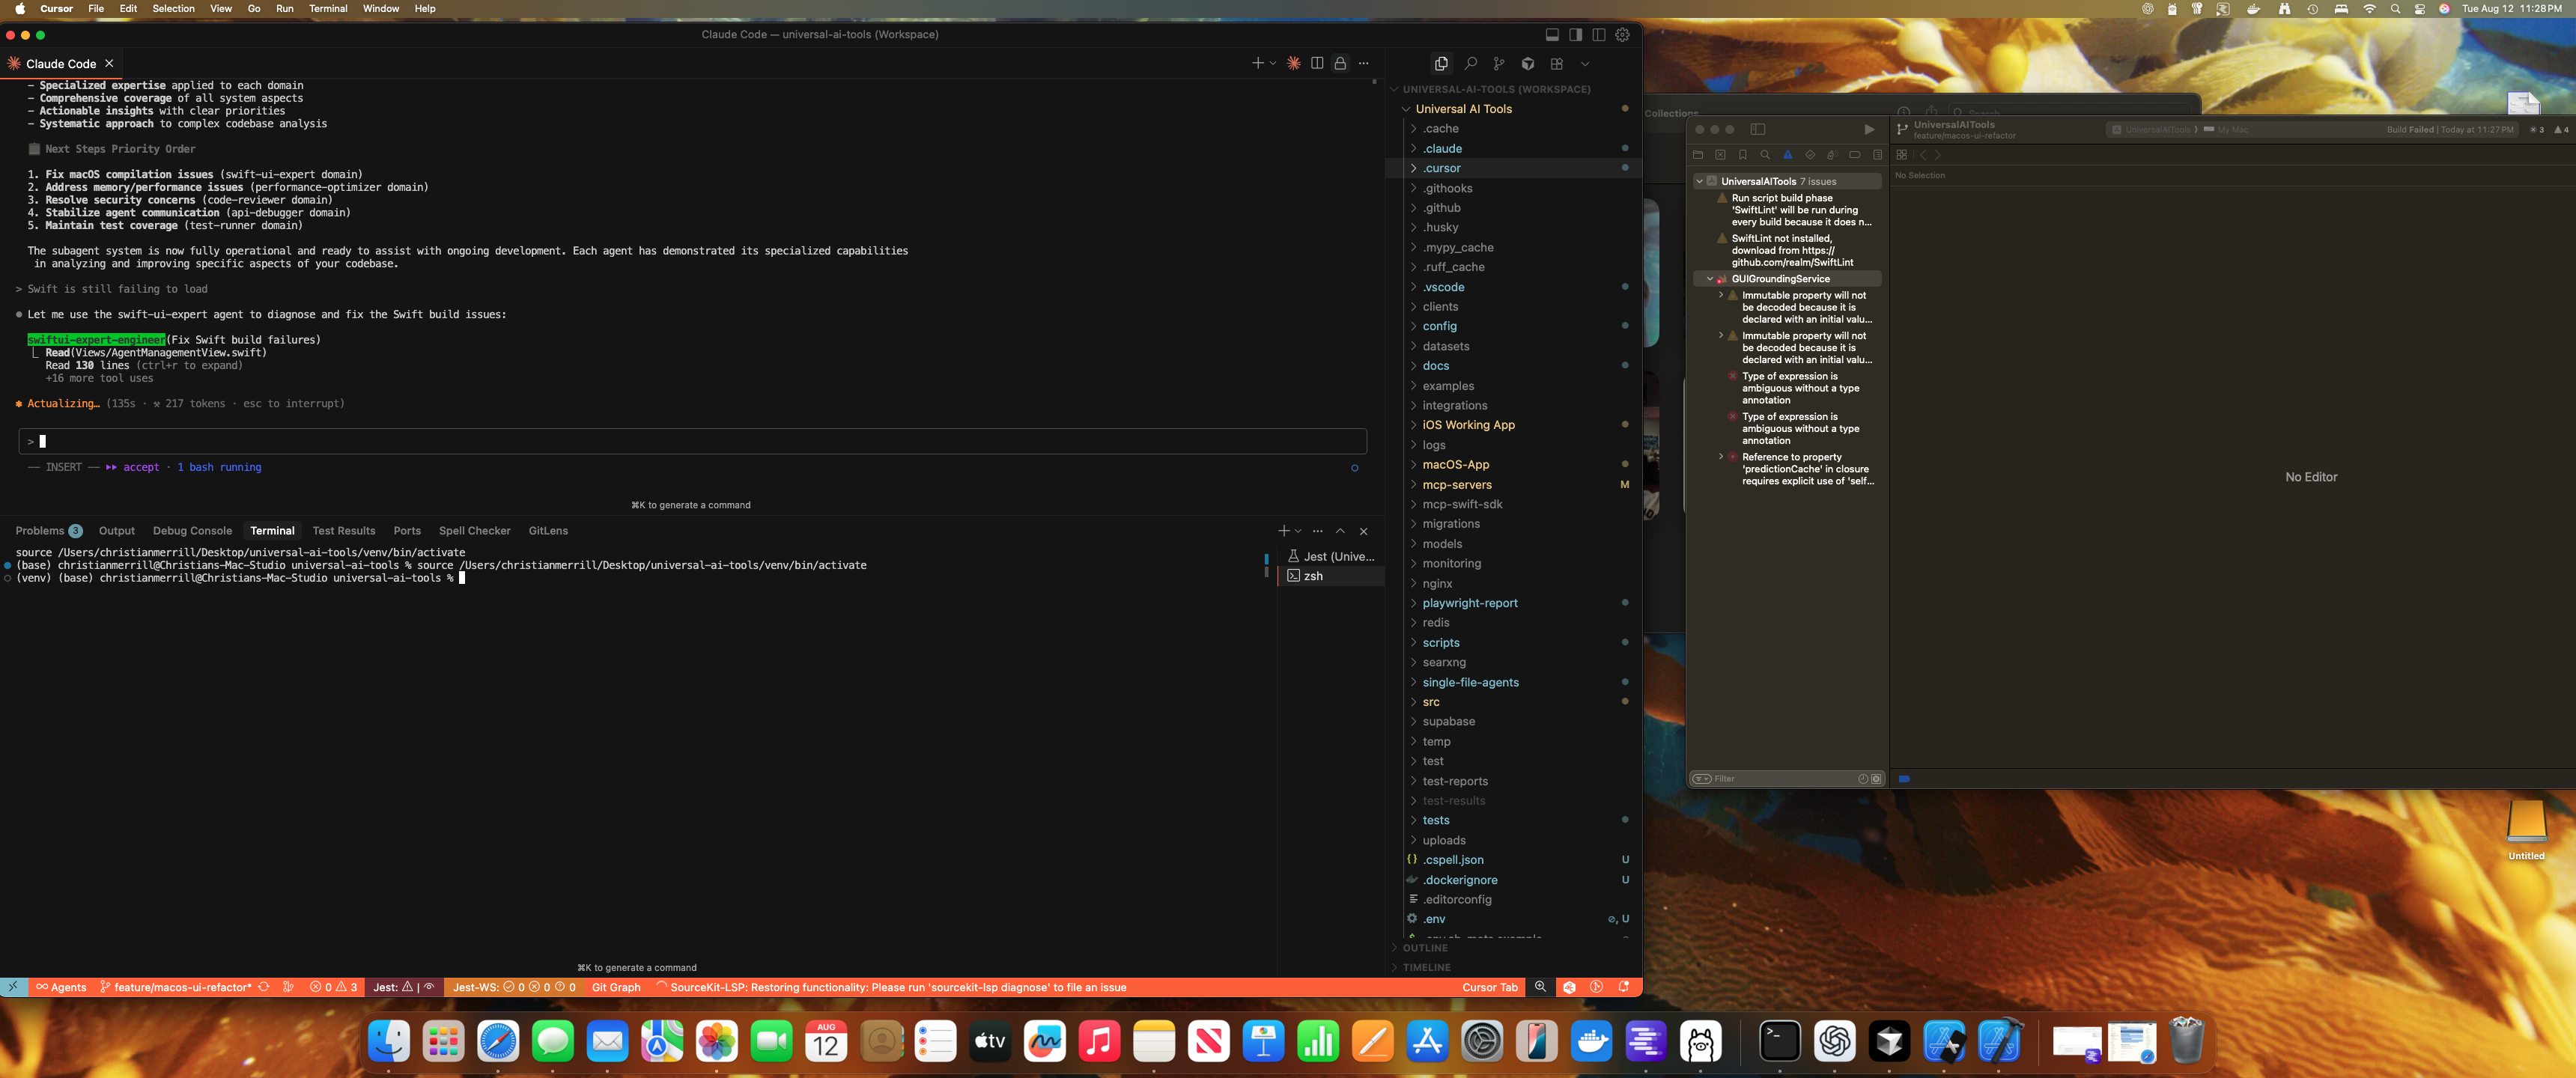 Cursor File Edit Selection View Go Run Terminal Window Help
Tue Aug 12 11:28 PM
Claude Code — universal-ai-tools (Workspace)
Claude Code
- Specialized expertise applied to each domain
- Comprehensive coverage of all system aspects
- Actionable insights with clear priorities
- Systematic approach to complex codebase analysis
Next Steps Priority Order
1. Fix macOS compilation issues (swift-ui-expert domain)
2. Address memory/performance issues (performance-optimizer domain)
3. Resolve security concerns (code-reviewer domain)
4. Stabilize agent communication (api-debugger domain)
5. Maintain test coverage (test-runner domain)
The subagent system is now fully operational and ready to assist with ongoing development. Each agent has demonstrated its specialized capabilities
in analyzing and improving specific aspects of your codebase.
> Swift is still failing to load
Let me use the swift-ui-expert agent to diagnose and fix the Swift build issues:
swiftui-expert-engineer(Fix Swift build failures)
Read(Views/AgentManagementView.swift)
Read 130 lines (ctrl+r to expand)
+16 more tool uses
Actualizing… (135s · 217 tokens · esc to interrupt)
>
-- INSERT -- accept · 1 bash running
⌘K to generate a command
Problems 3 Output Debug Console Terminal Test Results Ports Spell Checker GitLens
source /Users/christianmerrill/Desktop/universal-ai-tools/venv/bin/activate
(base) christianmerrill@Christians-Mac-Studio universal-ai-tools % source /Users/christianmerrill/Desktop/universal-ai-tools/venv/bin/activate
(venv) (base) christianmerrill@Christians-Mac-Studio universal-ai-tools %
Jest (Unive...
zsh
⌘K to generate a command
UNIVERSAL-AI-TOOLS (WORKSPACE)
Universal AI Tools
.cache
.claude
.cursor
.githooks
.github
.husky
.mypy_cache
.ruff_cache
.vscode
clients
config
datasets
docs
examples
integrations
iOS Working App
logs
macOS-App
mcp-servers M
mcp-swift-sdk
migrations
models
monitoring
nginx
playwright-report
redis
scripts
searxng
single-file-agents
src
supabase
temp
test
test-reports
test-results
tests
uploads
.cspell.json U
.dockerignore U
.editorconfig
.env U
OUTLINE
TIMELINE
Agents feature/macos-ui-refactor* 0 3 Jest: Jest-WS: 0 0 0 Git Graph SourceKit-LSP: Restoring functionality: Please run 'sourcekit-lsp diagnose' to file an issue Cursor Tab
Collections
Search
UniversalAITools
feature/macos-ui-refactor
UniversalAITools My Mac
Build Failed | Today at 11:27 PM 3 4
No Selection
UniversalAITools 7 issues
Run script build phase
'SwiftLint' will be run during
every build because it does n...
SwiftLint not installed,
download from https://
github.com/realm/SwiftLint
GUIGroundingService
Immutable property will not
be decoded because it is
declared with an initial valu...
Immutable property will not
be decoded because it is
declared with an initial valu...
Type of expression is
ambiguous without a type
annotation
Type of expression is
ambiguous without a type
annotation
Reference to property
'predictionCache' in closure
requires explicit use of 'self...
Filter
No Editor
Untitled
AUG
12
tv